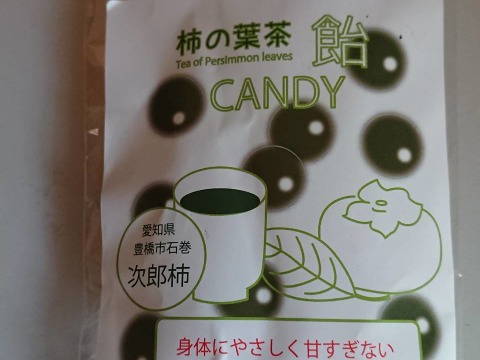 柿の葉茶 飴
Tea of Persimmon leaves
CANDY
愛知県
豊橋市石巻
次郎柿
身体にやさしく甘すぎない